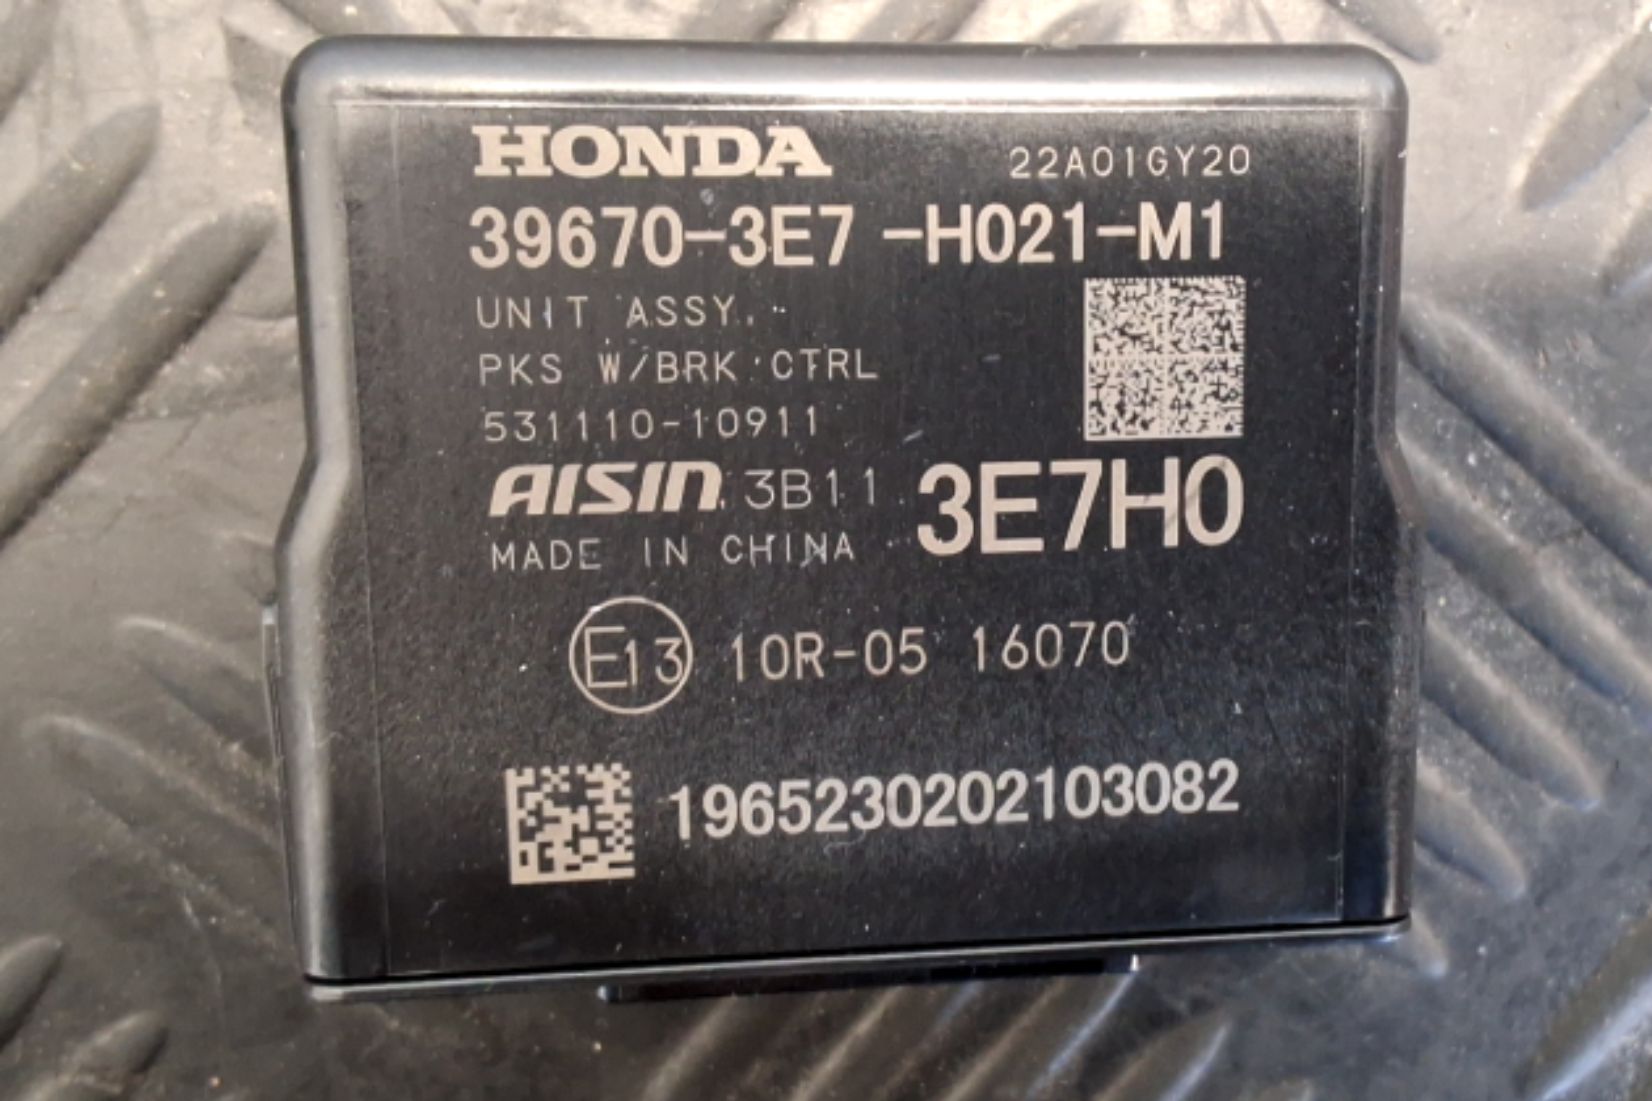 HONDA 22A01GY20
39670-3E7 -H021-M1
UNIT ASSY.
PKS W/BRK CTRL
531110-10911
AISIN 3B11 3E7H0
MADE IN CHINA
E13 10R-05 16070
1965230202103082